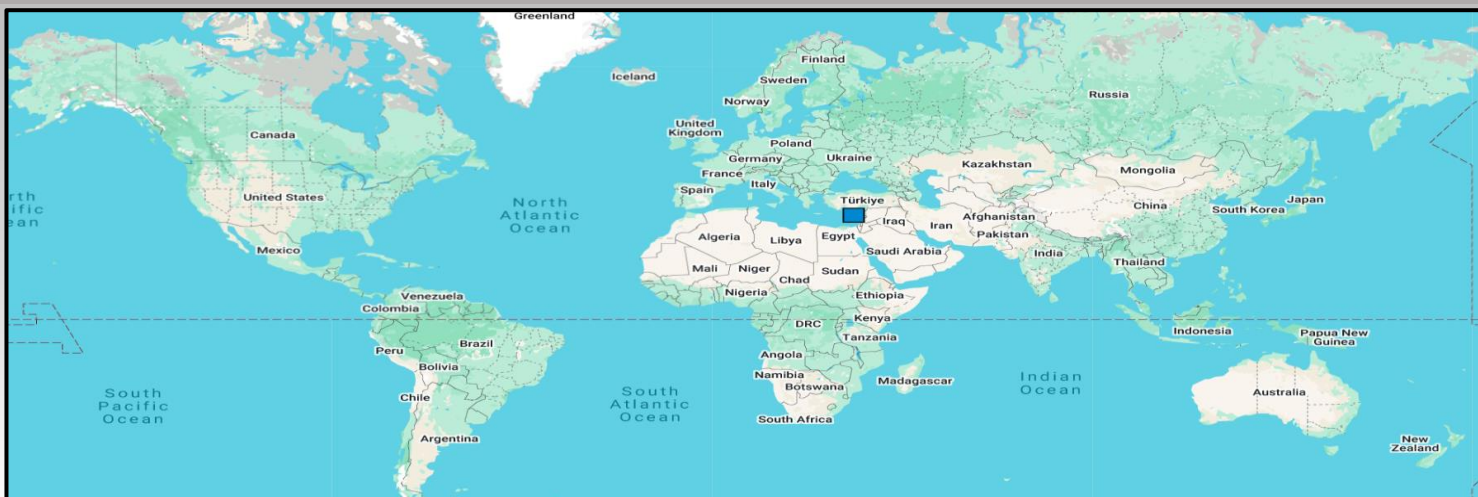 Greenland
Iceland
Finland
Sweden
Norway
Russia
United
Kingdom
Canada
Poland
Germany
Ukraine
France
Kazakhstan
Mongolia
Italy
Spain
United States
Türkiye
North
Atlantic
Ocean
rth
ific
ean
China
Japan
South Korea
Afghanistan
Iraq
Iran
Pakistan
Mexico
Algeria
Libya
Egypt
Saudi Arabia
India
Thailand
Mali
Niger
Chad
Sudan
Nigeria
Ethiopia
Venezuela
Colombia
Kenya
DRC
Tanzania
Indonesia
Papua New
Guinea
Peru
Brazil
Bolivia
Angola
Namibia
Botswana
Madagascar
Indian
Ocean
South
Pacific
Ocean
Chile
South
Atlantic
Ocean
Australia
South Africa
Argentina
New
Zealand